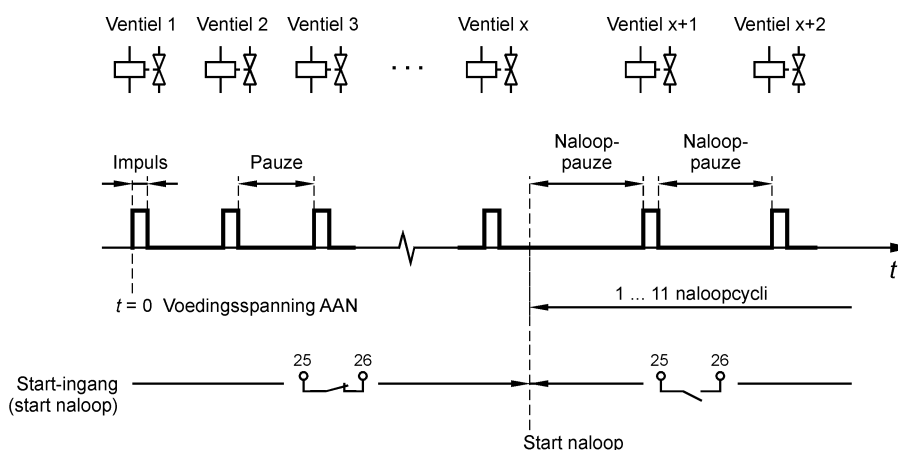 Ventiel 1 Ventiel 2 Ventiel 3 Ventiel x Ventiel x+1 Ventiel x+2
. . .
Impuls Pauze Naloop-
pauze Naloop-
pauze
t
t = 0 Voedingsspanning AAN
1 ... 11 naloopcycli
25 26 25 26
Start-ingang
(start naloop)
Start naloop